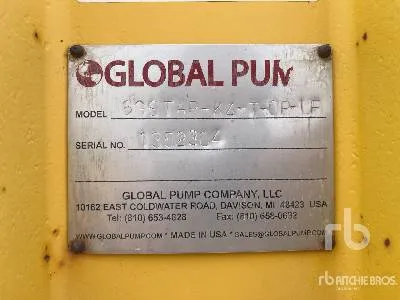 GLOBAL PUM
MODEL
SERIAL NO.
GLOBAL PUMP COMPANY, LLC
10162 EAST COLDWATER ROAD, DAVISON, MI 48423 USA
Tel: (810) 653-4828 Fax: (810) 658-0632
WWW.GLOBALPUMP.COM * MADE IN USA * SALES@GLOBALPUMP.COM
rb
RITCHIE BROS